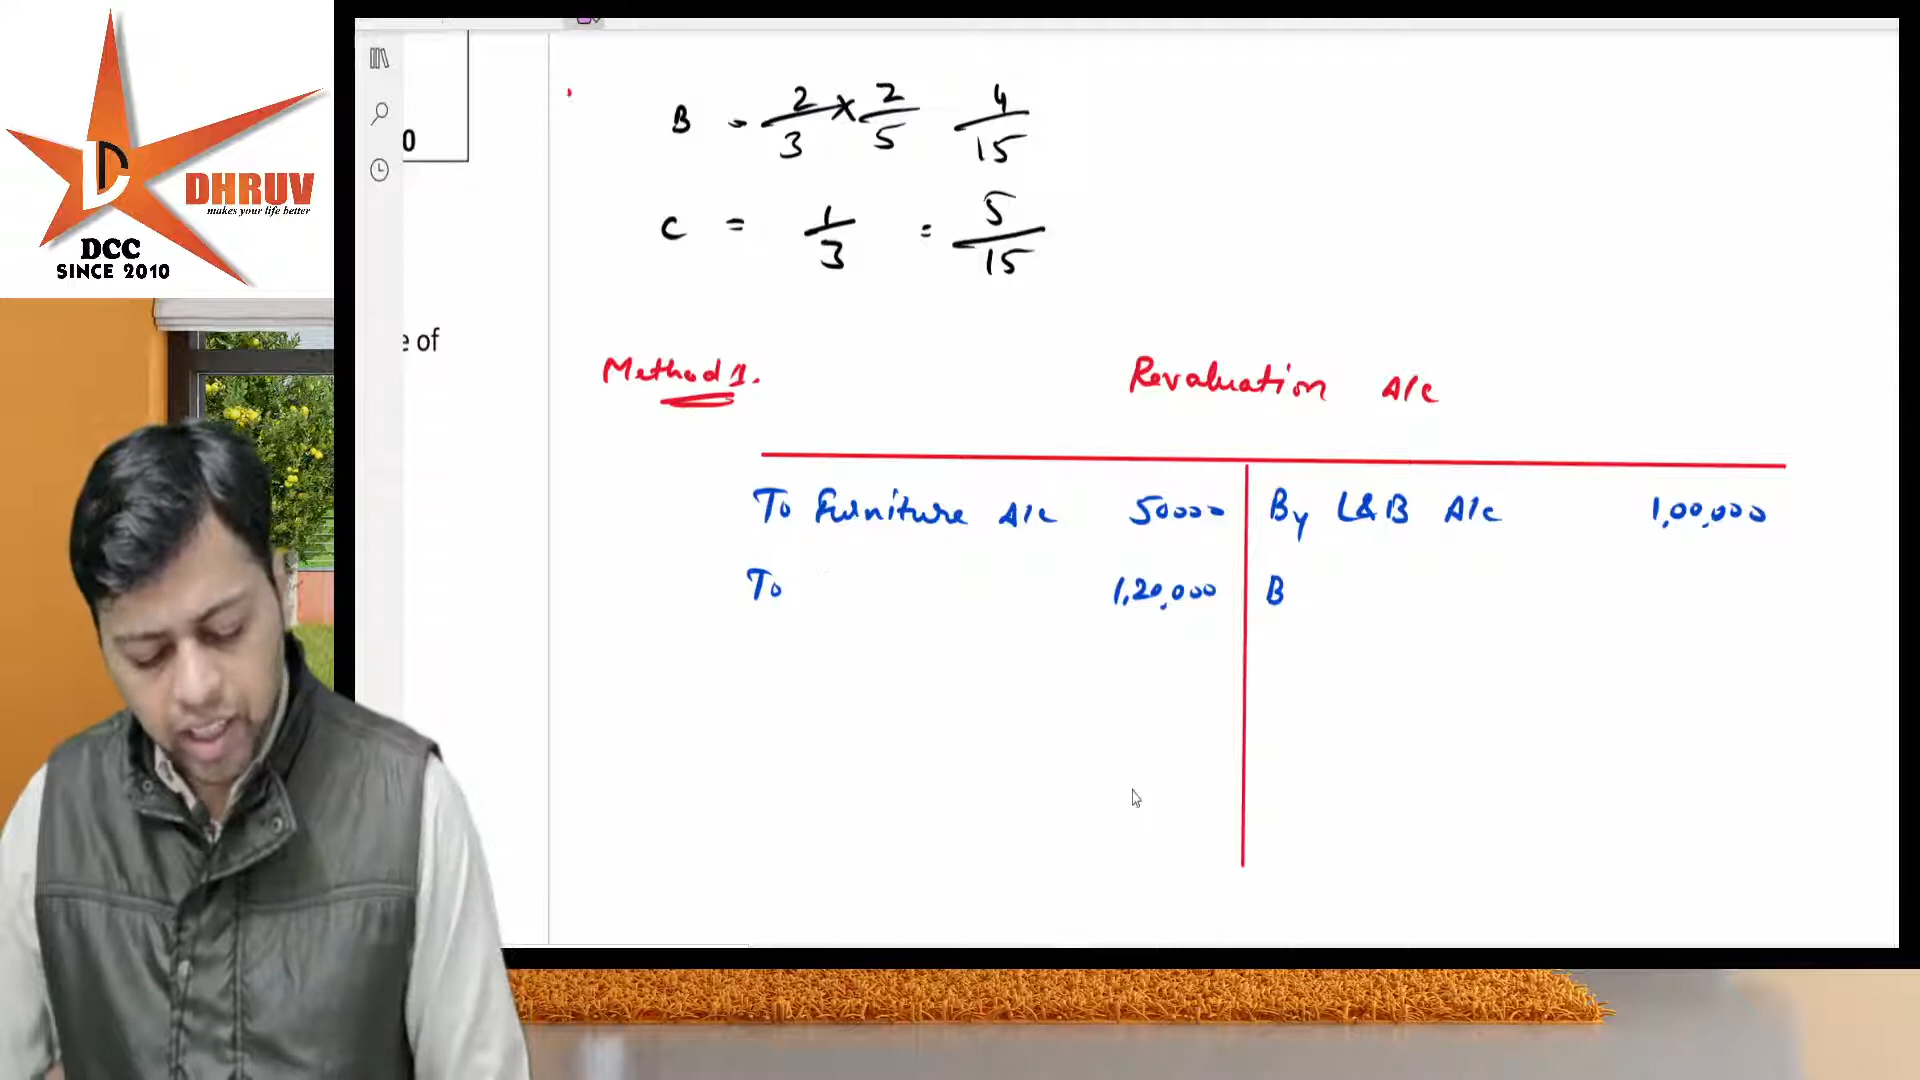 DHRUV
makes your life better
DCC
SINCE 2010
0
e of
B = 2/3 × 2/5 4/15
C = 1/3 = 5/15
Method 1.
Revaluation A/c
To Furniture A/c 50000 By L&B A/c 1,00,000
To 1,20,000 B